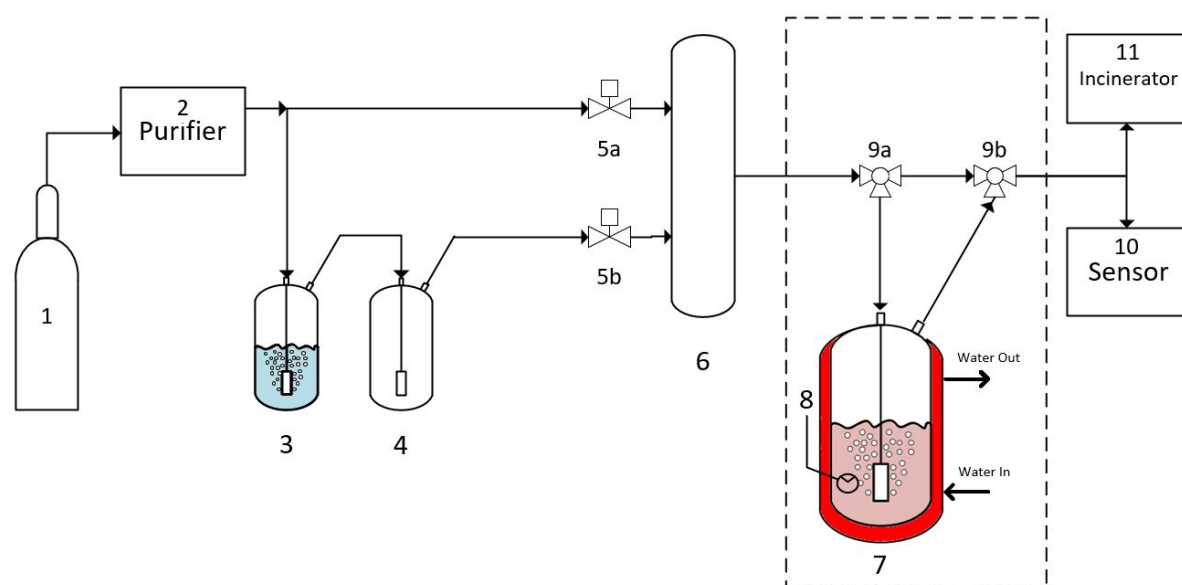 1
2
Purifier
3
4
5a
5b
6
9a
9b
11
Incinerator
10
Sensor
8
Water Out
Water In
7